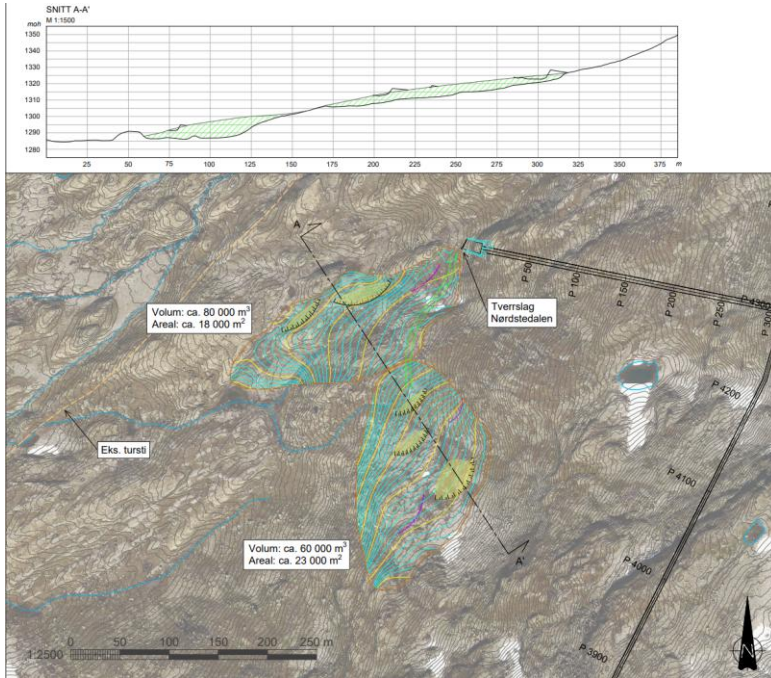 SNITT A-A'
M 1:1500
moh
1350
1340
1330
1320
1310
1300
1290
1280
25
50
75
100
125
150
175
200
225
250
275
300
325
350
375
m
A
Volum: ca. 80 000 m³
Areal: ca. 18 000 m²
Tverrslag
Nørdstedalen
P 50
P 100
P 150
P 200
P 250
P 300
P 4300
P 4200
Eks. tursti
P 4100
Volum: ca. 60 000 m³
Areal: ca. 23 000 m²
A'
P 4000
P 3900
1:2500
0
50
100
150
200
250 m
N